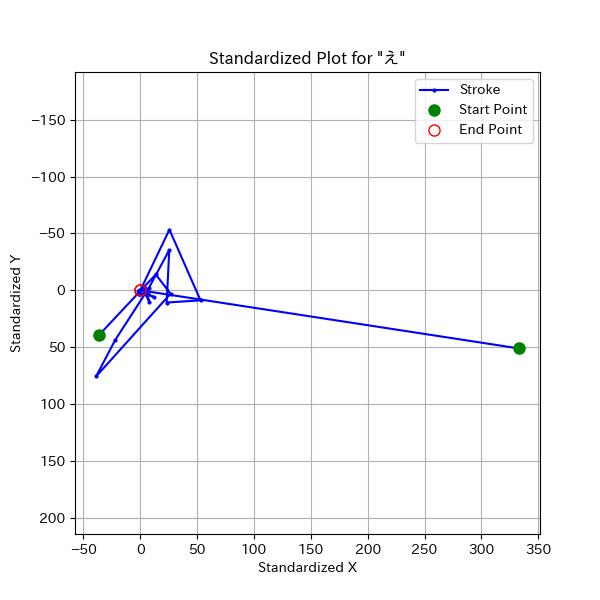 Standardized Plot for "え"
Stroke
Start Point
End Point
Standardized Y
−150
−100
−50
0
50
100
150
200
−50
0
50
100
150
200
250
300
350
Standardized X